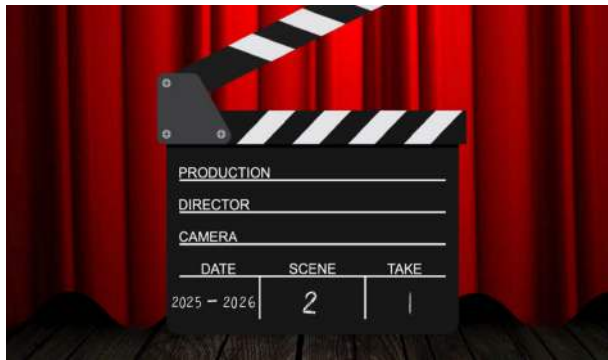 PRODUCTION
DIRECTOR
CAMERA
DATE SCENE TAKE
2025 - 2026 2 1